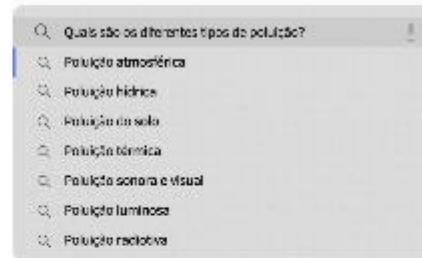 Quais são os diferentes tipos de poluição?
Poluição atmosférica
Poluição hídrica
Poluição do solo
Poluição térmica
Poluição sonora e visual
Poluição luminosa
Poluição radiotiva